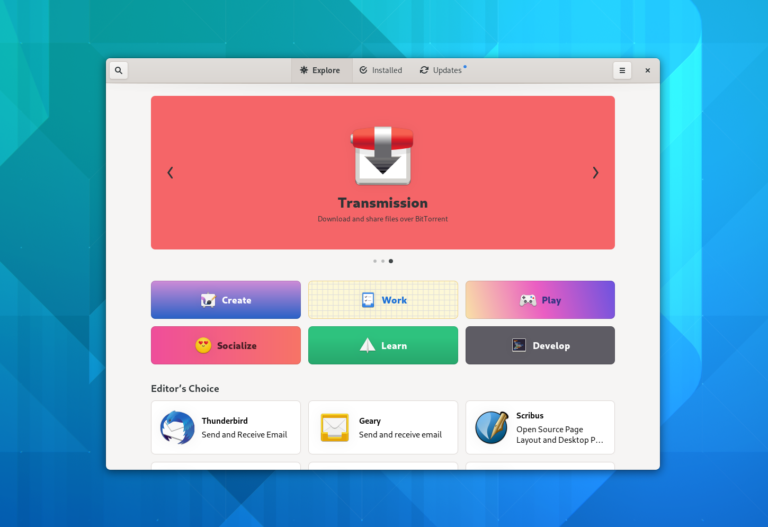 Explore
Installed
Updates
Transmission
Download and share files over BitTorrent
Create
Work
Play
Socialize
Learn
Develop
Editor's Choice
Thunderbird
Send and Receive Email
Geary
Send and receive email
Scribus
Open Source Page
Layout and Desktop P...